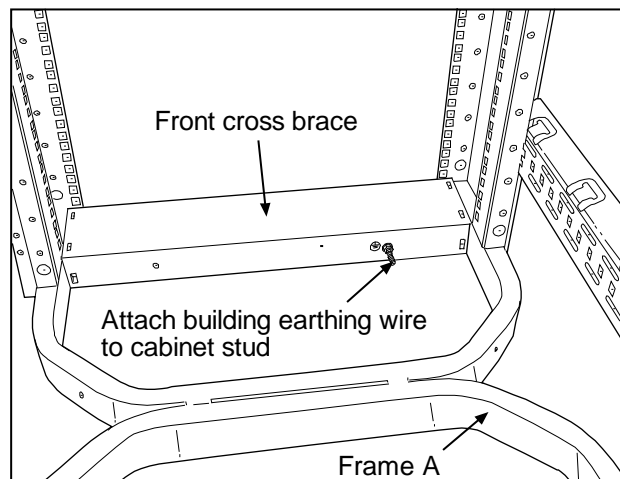 Front cross brace
Attach building earthing wire
to cabinet stud
Frame A